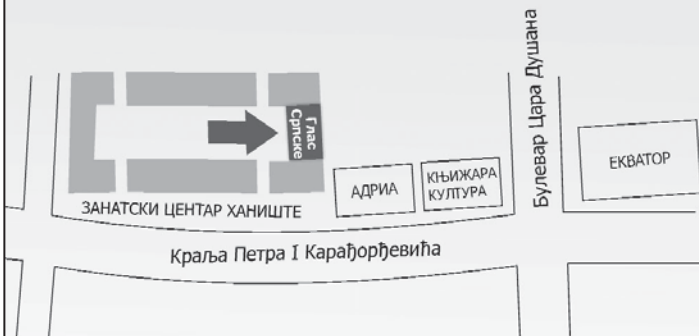 Глас
Српске
ЗАНАТСКИ ЦЕНТАР ХАНИШТЕ
АДРИА
КЊИЖАРА
КУЛТУРА
Булевар Цара Душана
ЕКВАТОР
Краља Петра I Карађорђевића